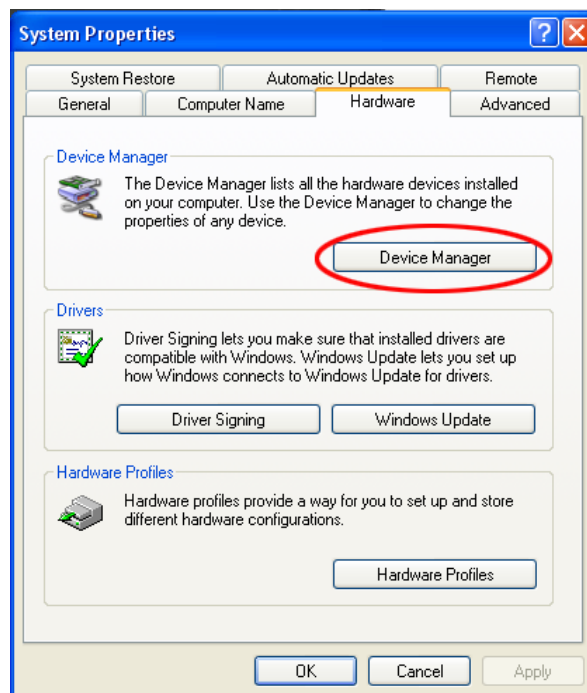 System Properties
System Restore
Automatic Updates
Remote
General
Computer Name
Hardware
Advanced
Device Manager
The Device Manager lists all the hardware devices installed
on your computer. Use the Device Manager to change the
properties of any device.
Device Manager
Drivers
Driver Signing lets you make sure that installed drivers are
compatible with Windows. Windows Update lets you set up
how Windows connects to Windows Update for drivers.
Driver Signing
Windows Update
Hardware Profiles
Hardware profiles provide a way for you to set up and store
different hardware configurations.
Hardware Profiles
OK
Cancel
Apply